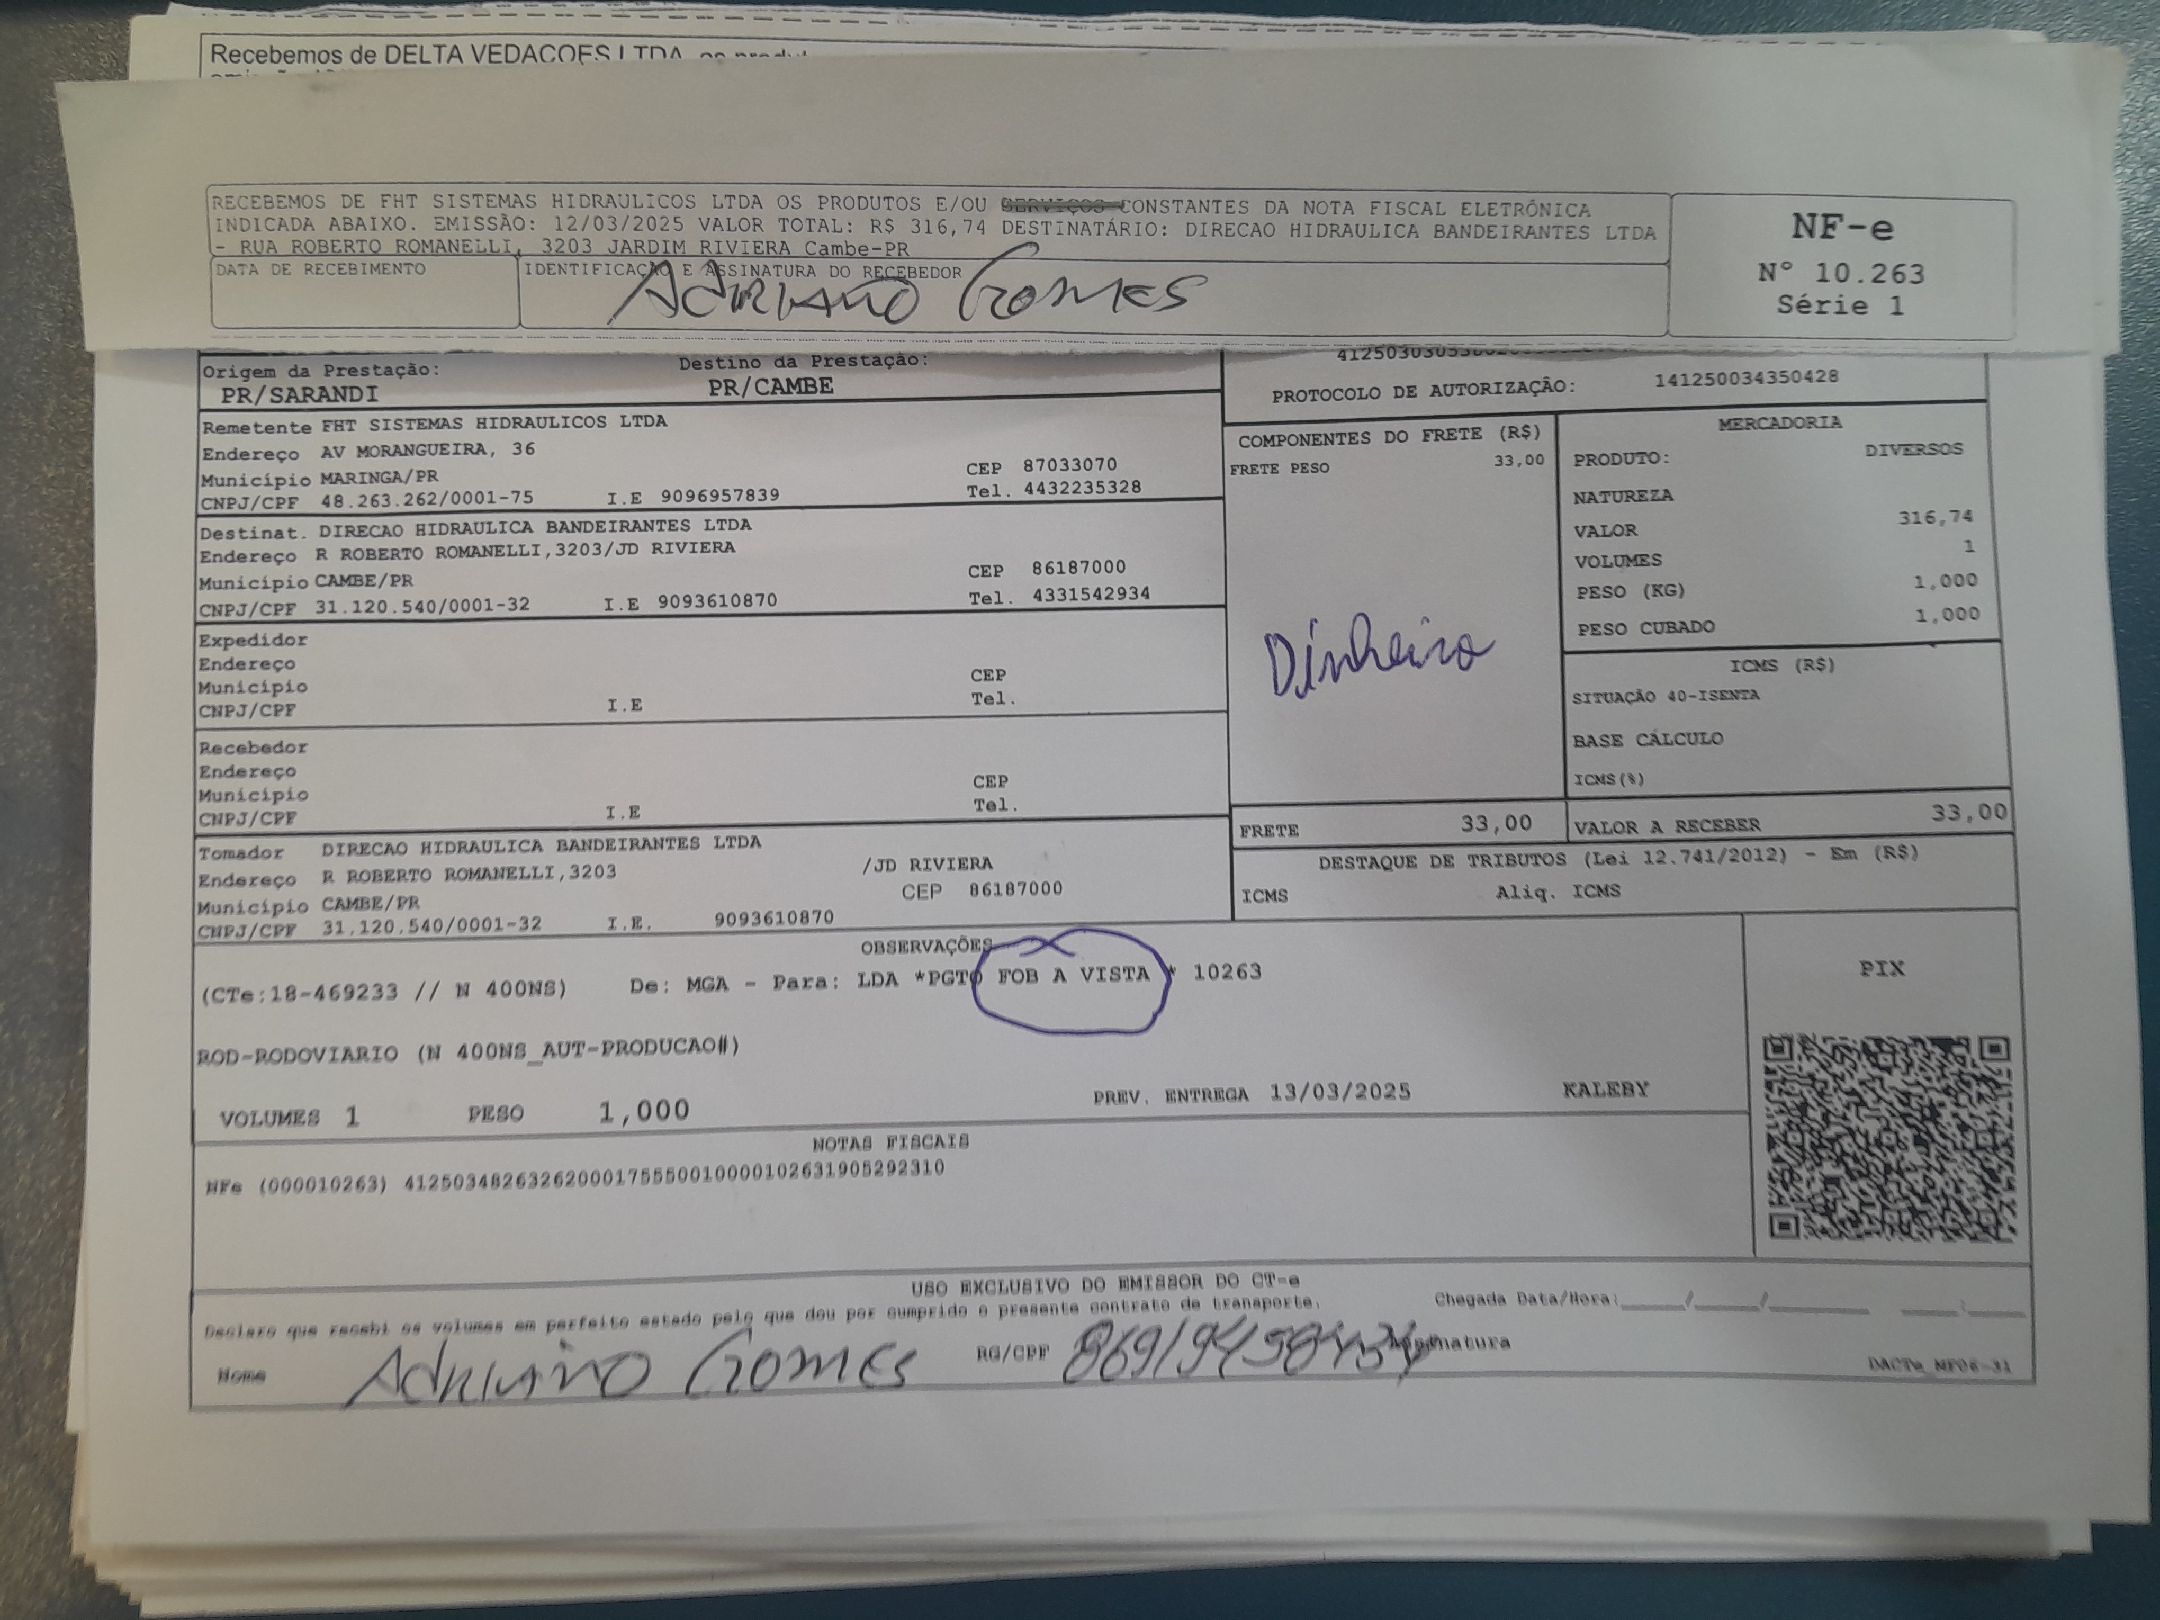 Recebemos de DELTA VEDACOES LTDA
RECEBEMOS DE FHT SISTEMAS HIDRAULICOS LTDA OS PRODUTOS E/OU SERVIÇOS CONSTANTES DA NOTA FISCAL ELETRÔNICA
INDICADA ABAIXO. EMISSÃO: 12/03/2025 VALOR TOTAL: R$ 316,74 DESTINATÁRIO: DIRECAO HIDRAULICA BANDEIRANTES LTDA
- RUA ROBERTO ROMANELLI, 3203 JARDIM RIVIERA Cambe-PR
NF-e
Nº 10.263
Série 1
DATA DE RECEBIMENTO
IDENTIFICAÇÃO E ASSINATURA DO RECEBEDOR
ADRIANO GOMES
Origem da Prestação:
PR/SARANDI
Destino da Prestação:
PR/CAMBE
PROTOCOLO DE AUTORIZAÇÃO: 141250034350428
Remetente FHT SISTEMAS HIDRAULICOS LTDA
Endereço AV MORANGUEIRA, 36
Município MARINGA/PR CEP 87033070
CNPJ/CPF 48.263.262/0001-75 I.E 9096957839 Tel. 4432235328
Destinat. DIRECAO HIDRAULICA BANDEIRANTES LTDA
Endereço R ROBERTO ROMANELLI,3203/JD RIVIERA
Município CAMBE/PR CEP 86187000
CNPJ/CPF 31.120.540/0001-32 I.E 9093610870 Tel. 4331542934
Expedidor
Endereço
Município CEP
CNPJ/CPF I.E Tel.
Recebedor
Endereço
Município CEP
CNPJ/CPF I.E Tel.
Tomador DIRECAO HIDRAULICA BANDEIRANTES LTDA
Endereço R ROBERTO ROMANELLI,3203 /JD RIVIERA
Município CAMBE/PR CEP 86187000
CNPJ/CPF 31.120.540/0001-32 I.E. 9093610870
COMPONENTES DO FRETE (R$)
FRETE PESO 33,00
Dinheiro
MERCADORIA
PRODUTO: DIVERSOS
NATUREZA
VALOR 316,74
VOLUMES 1
PESO (KG) 1,000
PESO CUBADO 1,000
ICMS (R$)
SITUAÇÃO 40-ISENTA
BASE CÁLCULO
ICMS(%)
FRETE 33,00 VALOR A RECEBER 33,00
DESTAQUE DE TRIBUTOS (Lei 12.741/2012) - Em (R$)
ICMS Aliq. ICMS
OBSERVAÇÕES
(CTe:18-469233 // N 400NS) De: MGA - Para: LDA *PGTO FOB A VISTA * 10263
ROD-RODOVIARIO (N 400NS_AUT-PRODUCAO#)
VOLUMES 1 PESO 1,000 PREV. ENTREGA 13/03/2025 KALEBY
PIX
NOTAS FISCAIS
NFe (000010263) 41250348263262000175550010000102631905292310
USO EXCLUSIVO DO EMISSOR DO CT-e
Declaro que recebi os volumes em perfeito estado pelo que dou por cumprido o presente contrato de transporte.
Chegada Data/Hora:____/____/______ ____:____
Nome ADRIANO GOMES RG/CPF Assinatura
DACTe_MF06-31